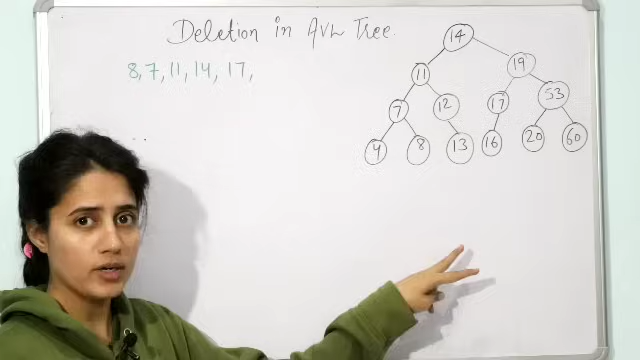 Deletion in AVL Tree.
8, 7, 11, 14, 17,
14
11 19
7 12 17 53
4 8 13 16 20 60